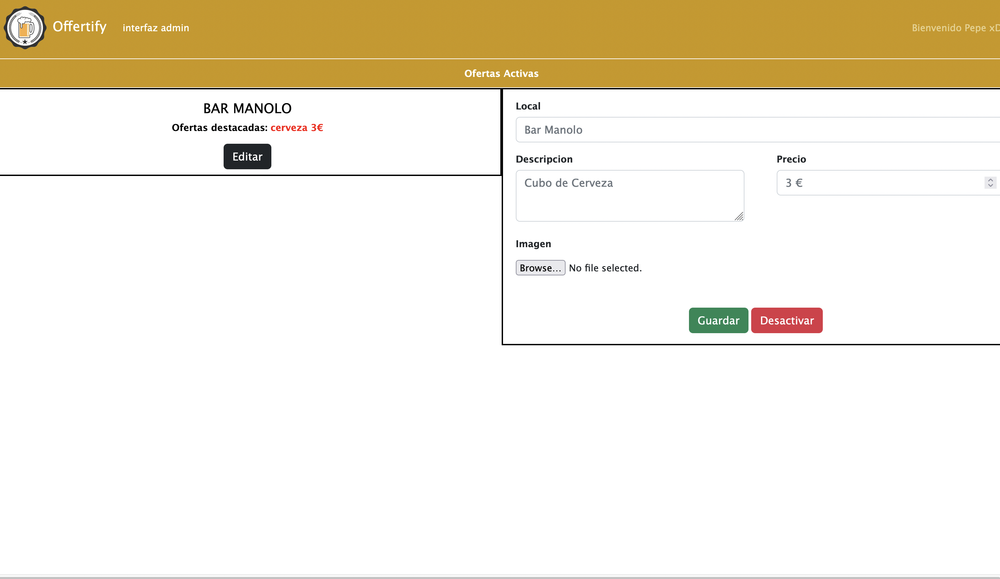 Offertify interfaz admin Bienvenido Pepe xD
Ofertas Activas
BAR MANOLO
Ofertas destacadas: cerveza 3€
Editar
Local
Bar Manolo
Descripcion Precio
Cubo de Cerveza 3 €
Imagen
Browse... No file selected.
Guardar Desactivar